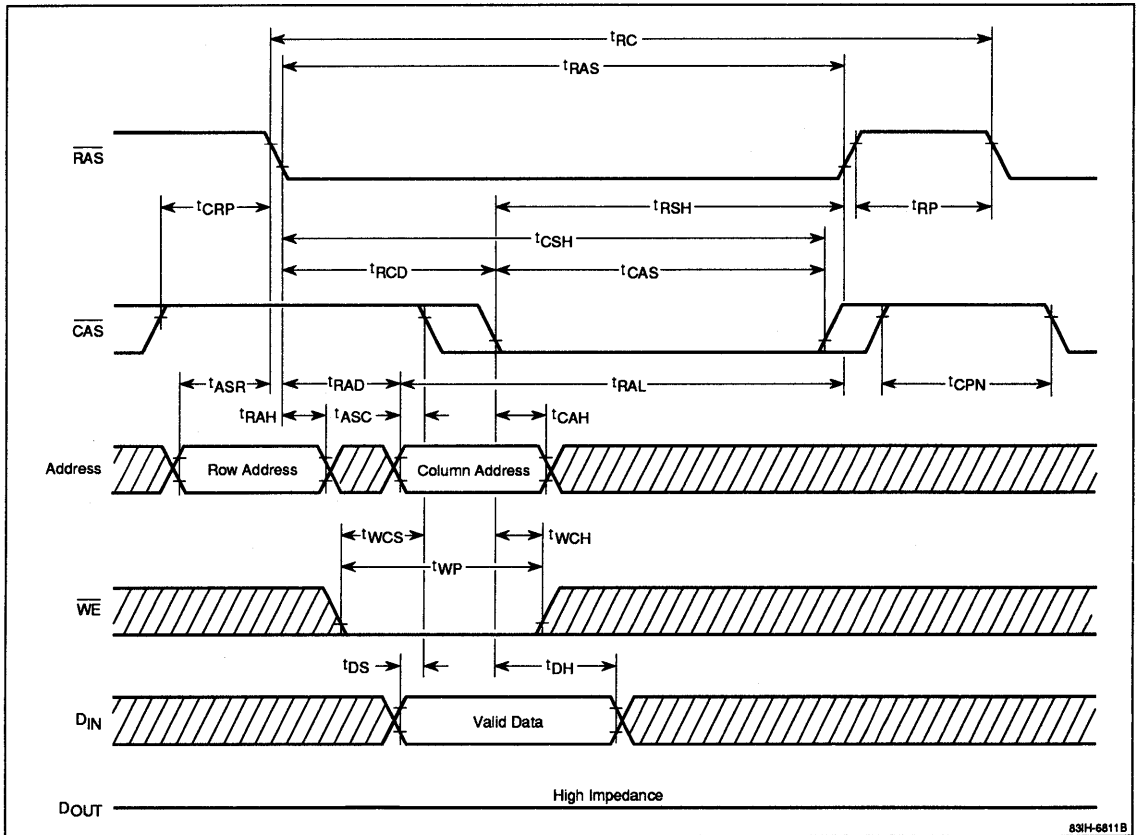 tRC
tRAS
RAS
tCRP
tRSH
tRP
tCSH
tRCD
tCAS
CAS
tASR
tRAD
tRAL
tCPN
tRAH
tASC
tCAH
Address
Row Address
Column Address
tWCS
tWCH
tWP
WE
tDS
tDH
DIN
Valid Data
High Impedance
DOUT
83IH-6811B